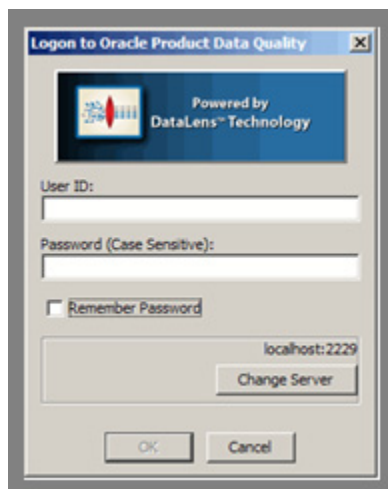 Logon to Oracle Product Data Quality
Powered by
DataLens™ Technology
User ID:
Password (Case Sensitive):
Remember Password
localhost:2229
Change Server
OK
Cancel